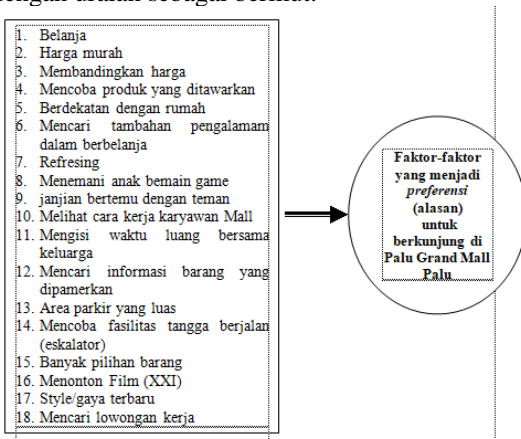 dengan uraian sebagai berikut:
1. Belanja
2. Harga murah
3. Membandingkan harga
4. Mencoba produk yang ditawarkan
5. Berdekatan dengan rumah
6. Mencari tambahan pengalamam
dalam berbelanja
7. Refresing
8. Menemani anak bemain game
9. janjian bertemu dengan teman
10. Melihat cara kerja karyawan Mall
11. Mengisi waktu luang bersama
keluarga
12. Mencari informasi barang yang
dipamerkan
13. Area parkir yang luas
14. Mencoba fasilitas tangga berjalan
(eskalator)
15. Banyak pilihan barang
16. Menonton Film (XXI)
17. Style/gaya terbaru
18. Mencari lowongan kerja
Faktor-faktor
yang menjadi
preferensi
(alasan)
untuk
berkunjung di
Palu Grand Mall
Palu